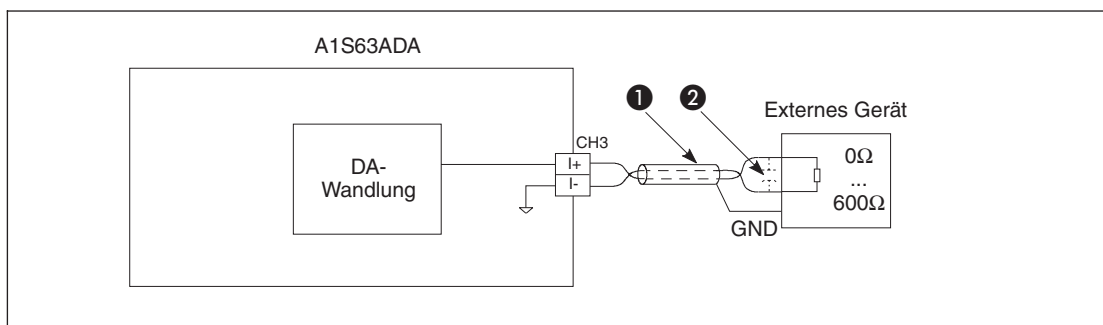 A1S63ADA
❶
❷
Externes Gerät
CH3
DA-
Wandlung
I+
I-
0Ω
...
600Ω
GND